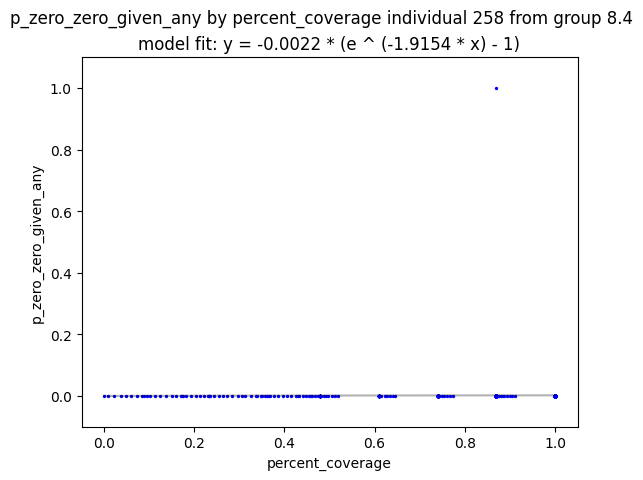 p_zero_zero_given_any by percent_coverage individual 258 from group 8.4
model fit: y = -0.0022 * (e ^ (-1.9154 * x) - 1)
1.0
0.8
0.6
0.4
0.2
0.0
p_zero_zero_given_any
0.0 0.2 0.4 0.6 0.8 1.0
percent_coverage